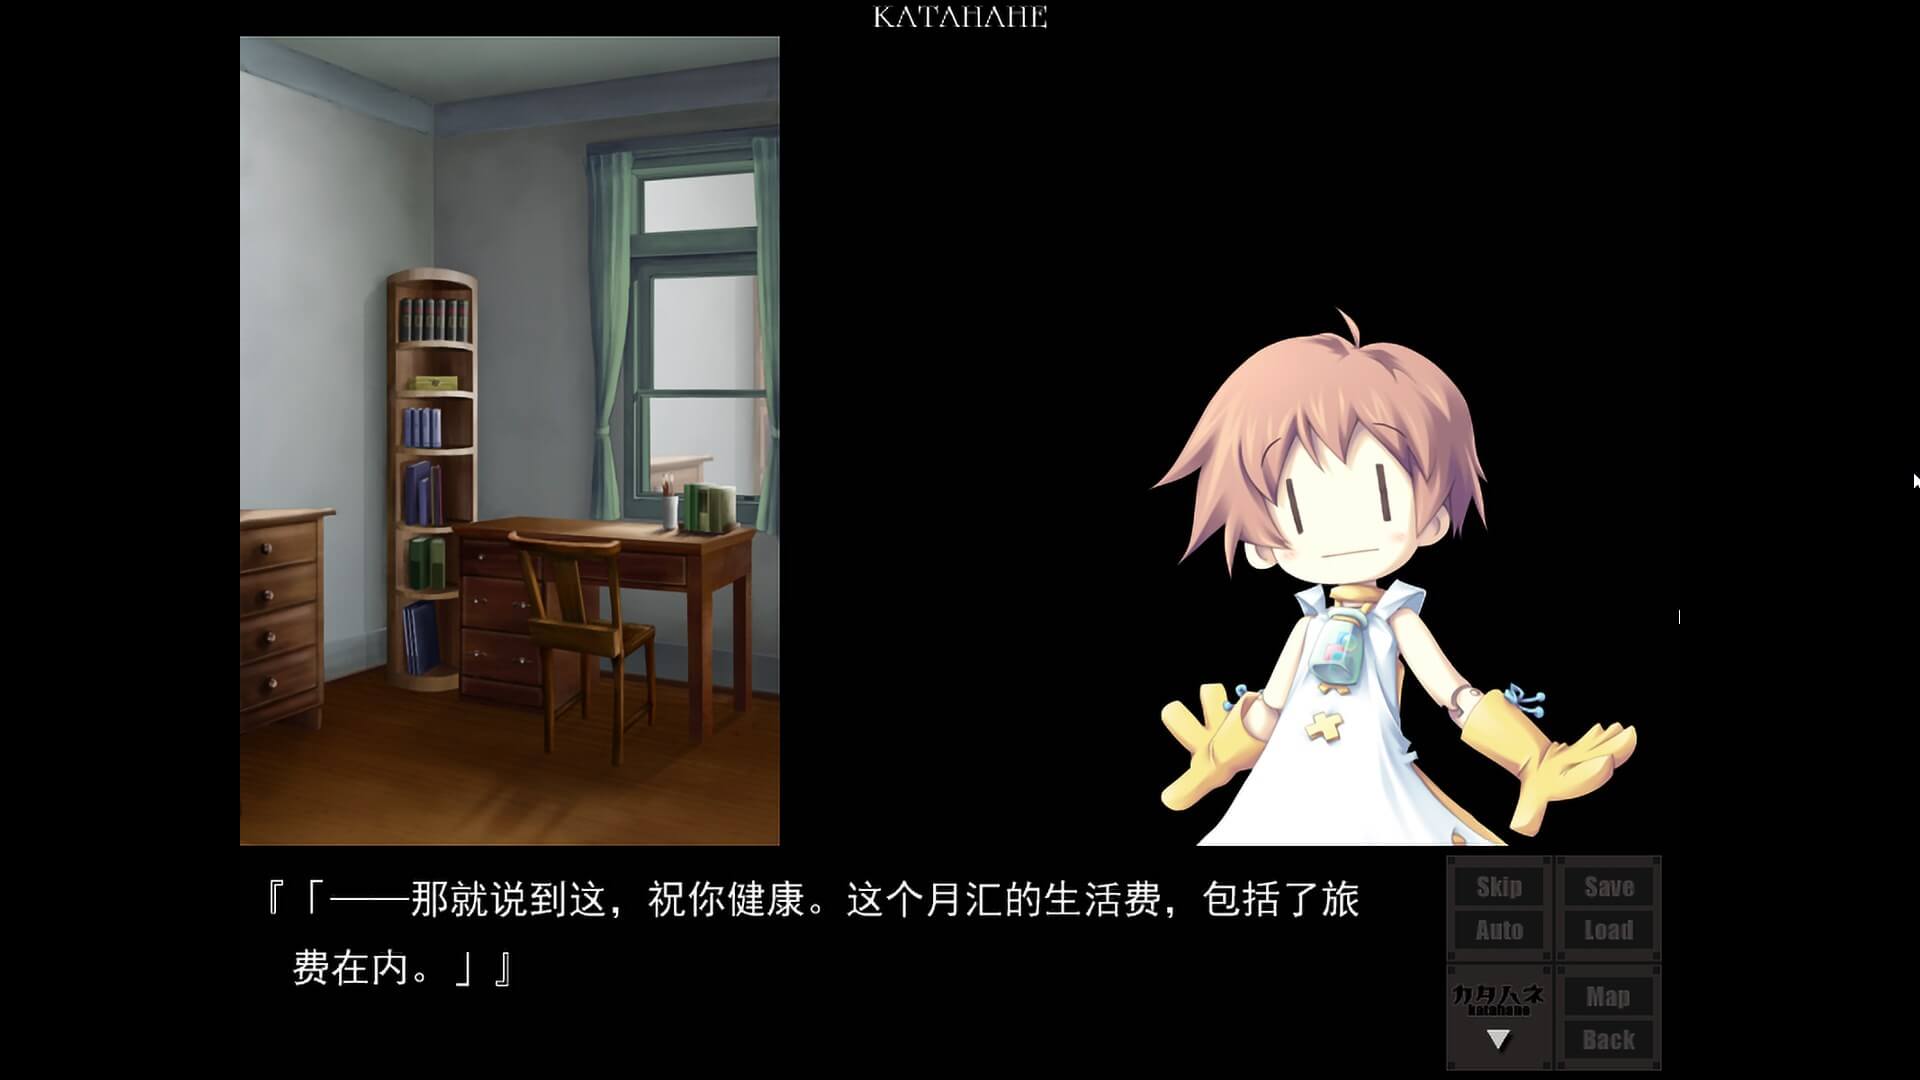 KATAHAHE
『「——那就说到这，祝你健康。这个月汇的生活费，包括了旅
费在内。」』
Skip
Save
Auto
Load
カタハネ
katahane
Map
Back